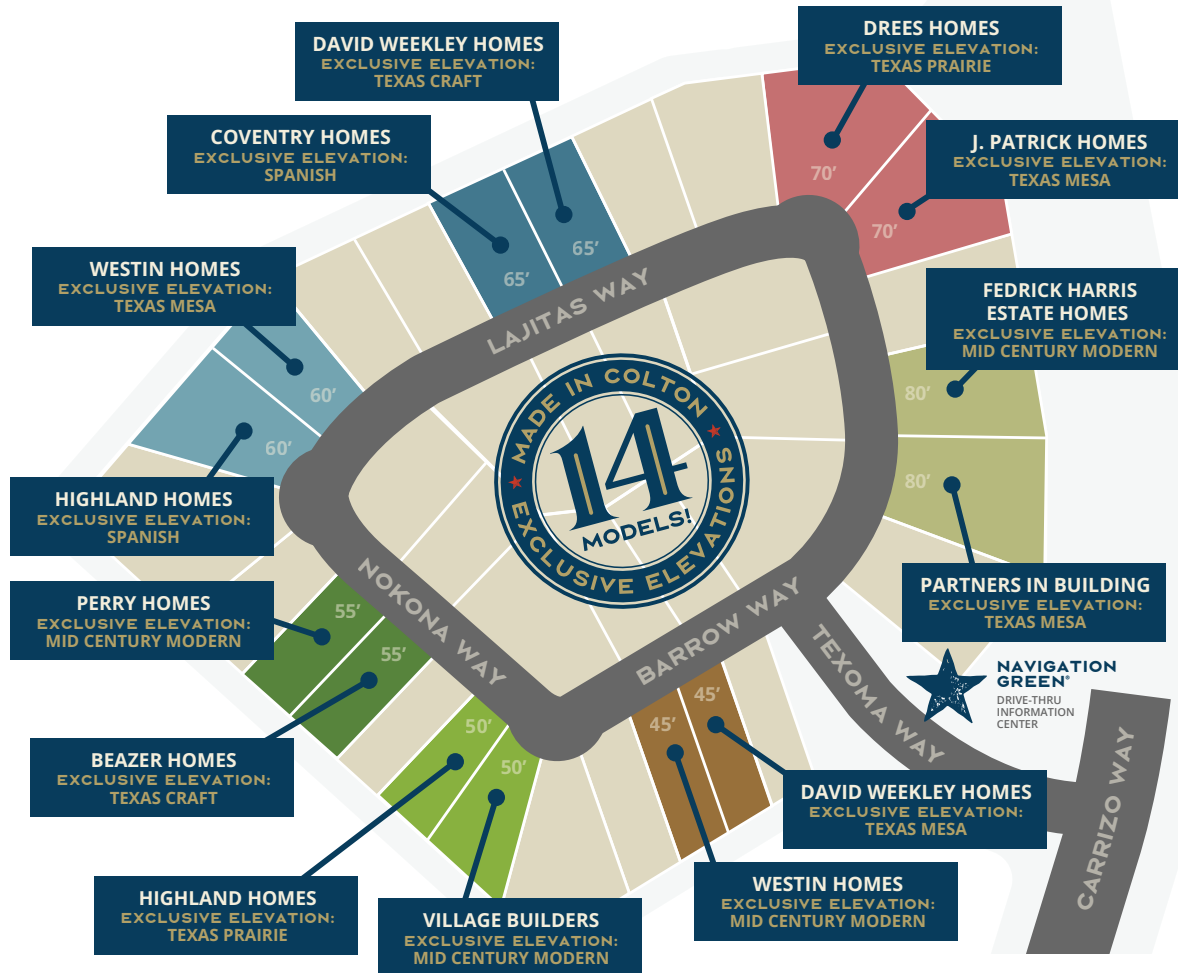 DAVID WEEKLEY HOMES
EXCLUSIVE ELEVATION:
TEXAS CRAFT
DREES HOMES
EXCLUSIVE ELEVATION:
TEXAS PRAIRIE
COVENTRY HOMES
EXCLUSIVE ELEVATION:
SPANISH
J. PATRICK HOMES
EXCLUSIVE ELEVATION:
TEXAS MESA
70'
70'
65'
65'
WESTIN HOMES
EXCLUSIVE ELEVATION:
TEXAS MESA
FEDRICK HARRIS
ESTATE HOMES
EXCLUSIVE ELEVATION:
MID CENTURY MODERN
LAJITAS WAY
60'
60'
80'
80'
MADE IN COLTON
14
MODELS!
EXCLUSIVE ELEVATIONS
HIGHLAND HOMES
EXCLUSIVE ELEVATION:
SPANISH
PERRY HOMES
EXCLUSIVE ELEVATION:
MID CENTURY MODERN
55'
55'
NOKONA WAY
BARROW WAY
TEXOMA WAY
PARTNERS IN BUILDING
EXCLUSIVE ELEVATION:
TEXAS MESA
NAVIGATION
GREEN®
DRIVE-THRU
INFORMATION
CENTER
45'
45'
50'
50'
BEAZER HOMES
EXCLUSIVE ELEVATION:
TEXAS CRAFT
DAVID WEEKLEY HOMES
EXCLUSIVE ELEVATION:
TEXAS MESA
CARRIZO WAY
HIGHLAND HOMES
EXCLUSIVE ELEVATION:
TEXAS PRAIRIE
VILLAGE BUILDERS
EXCLUSIVE ELEVATION:
MID CENTURY MODERN
WESTIN HOMES
EXCLUSIVE ELEVATION:
MID CENTURY MODERN